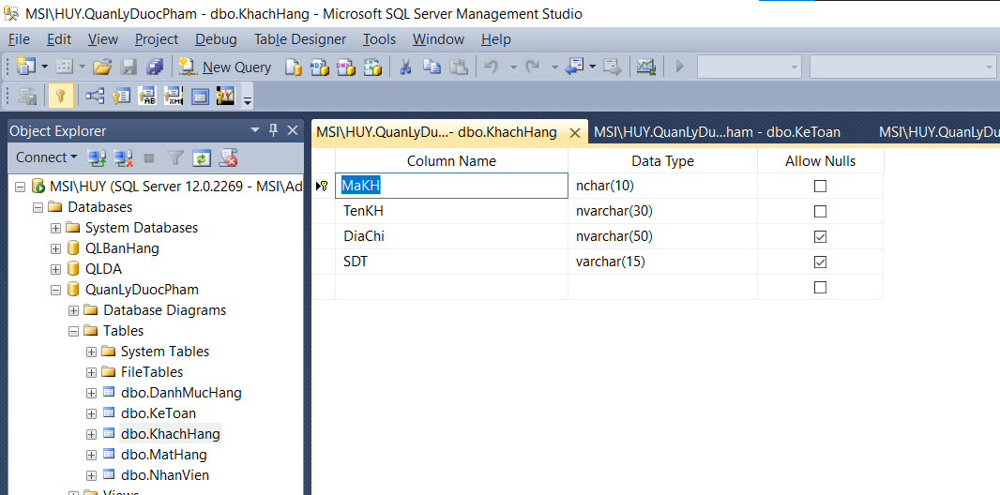 MSI\HUY.QuanLyDuocPham - dbo.KhachHang - Microsoft SQL Server Management Studio
File Edit View Project Debug Table Designer Tools Window Help
New Query
Object Explorer
Connect
MSI\HUY (SQL Server 12.0.2269 - MSI\Ad
Databases
System Databases
QLBanHang
QLDA
QuanLyDuocPham
Database Diagrams
Tables
System Tables
FileTables
dbo.DanhMucHang
dbo.KeToan
dbo.KhachHang
dbo.MatHang
dbo.NhanVien
Views
MSI\HUY.QuanLyDu...- dbo.KhachHang MSI\HUY.QuanLyDu...ham - dbo.KeToan MSI\HUY.QuanLyDu
Column Name Data Type Allow Nulls
MaKH nchar(10)
TenKH nvarchar(30)
DiaChi nvarchar(50)
SDT varchar(15)